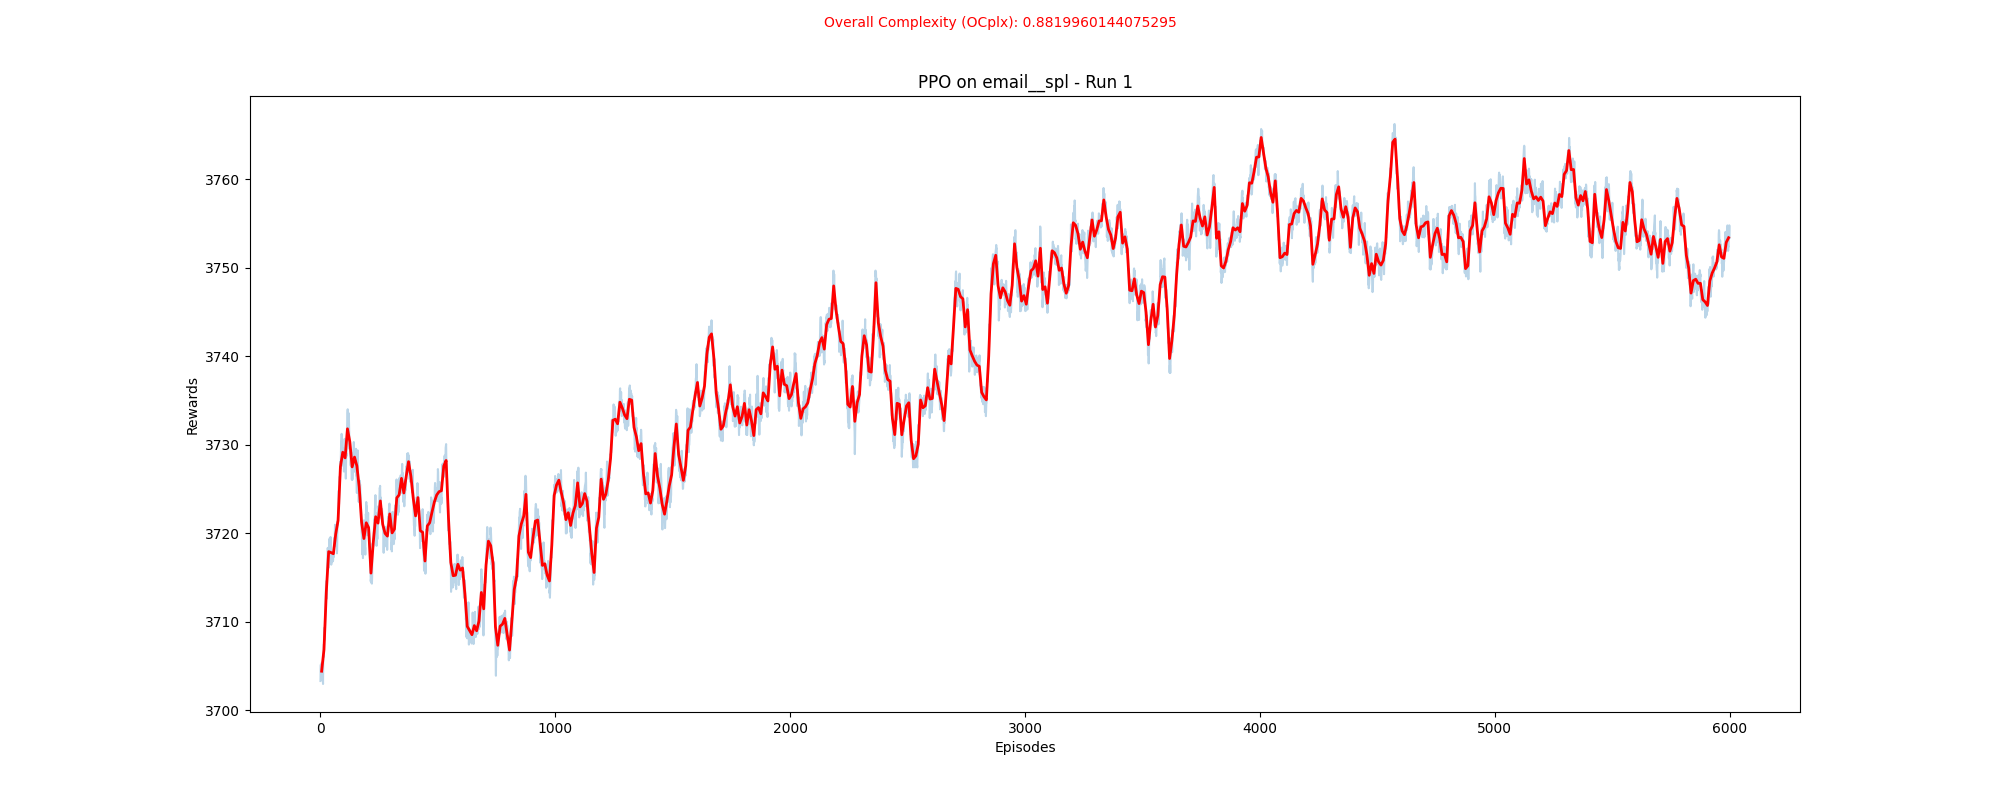 Overall Complexity (OCplx): 0.8819960144075295
PPO on email__spl - Run 1
Rewards
3760
3750
3740
3730
3720
3710
3700
0 1000 2000 3000 4000 5000 6000
Episodes